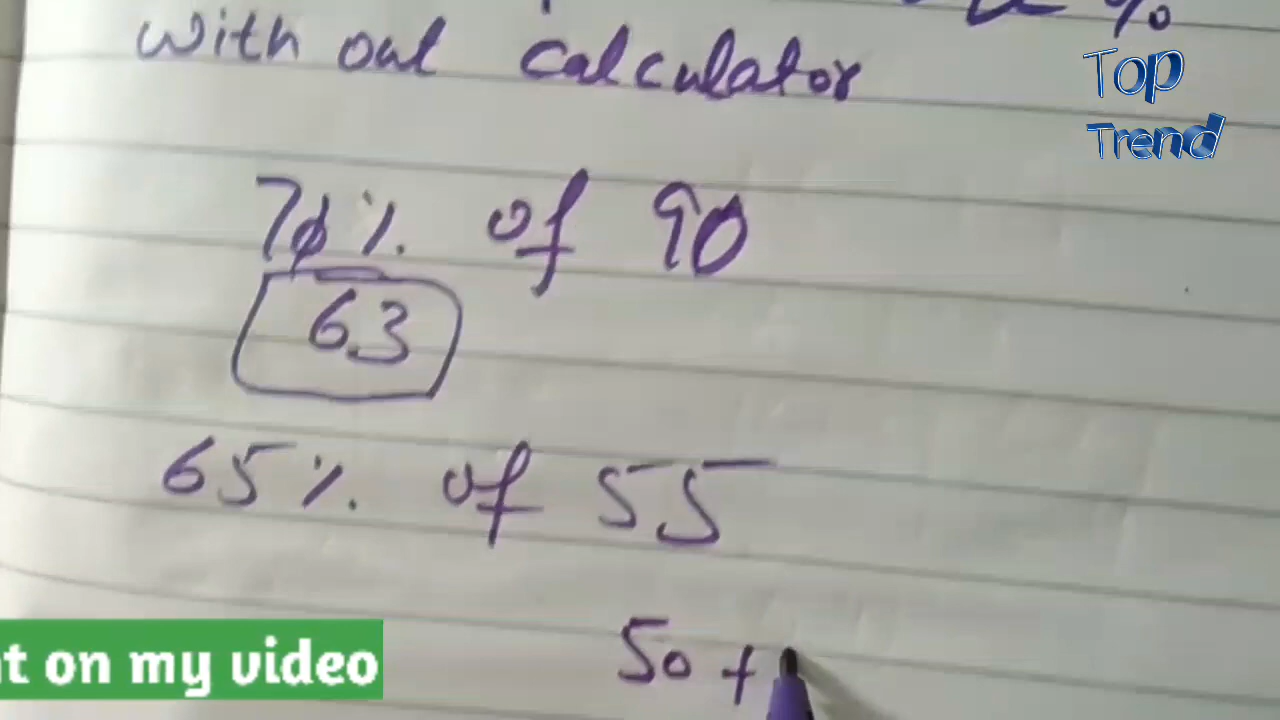 %
with out calculator
Top
Trend
70% of 90
63
65% of 55
50 +
t on my video